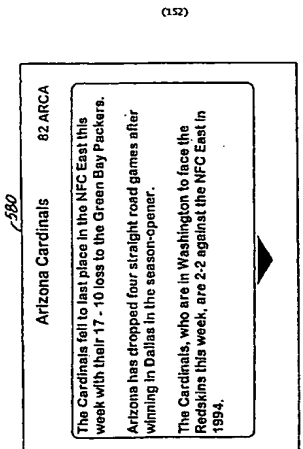 (152)
580
Arizona Cardinals 82 ARCA
The Cardinals fell to last place in the NFC East this
week with their 17 - 10 loss to the Green Bay Packers.
Arizona has dropped four straight road games after
winning in Dallas in the season-opener.
The Cardinals, who are in Washington to face the
Redskins this week, are 2-2 against the NFC East in
1994.